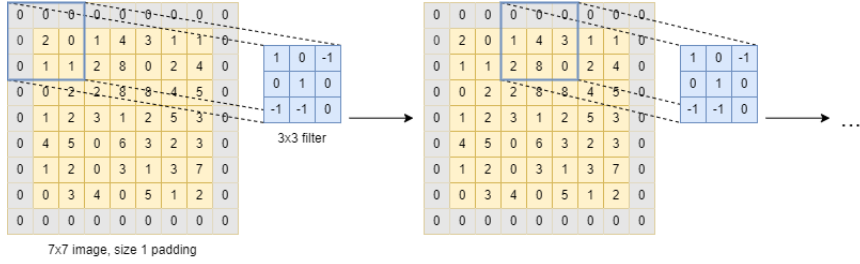 0 0 0 0 0 0 0 0 0
0 2 0 1 4 3 1 1 0
0 1 1 2 8 0 2 4 0
0 0 2 2 8 8 4 5 0
0 1 2 3 1 2 5 3 0
0 4 5 0 6 3 2 3 0
0 1 2 0 3 1 3 7 0
0 0 3 4 0 5 1 2 0
0 0 0 0 0 0 0 0 0
7x7 image, size 1 padding
1 0 -1
0 1 0
-1 -1 0
3x3 filter
0 0 0 0 0 0 0 0 0
0 2 0 1 4 3 1 1 0
0 1 1 2 8 0 2 4 0
0 0 2 2 8 8 4 5 0
0 1 2 3 1 2 5 3 0
0 4 5 0 6 3 2 3 0
0 1 2 0 3 1 3 7 0
0 0 3 4 0 5 1 2 0
0 0 0 0 0 0 0 0 0
1 0 -1
0 1 0
-1 -1 0
...